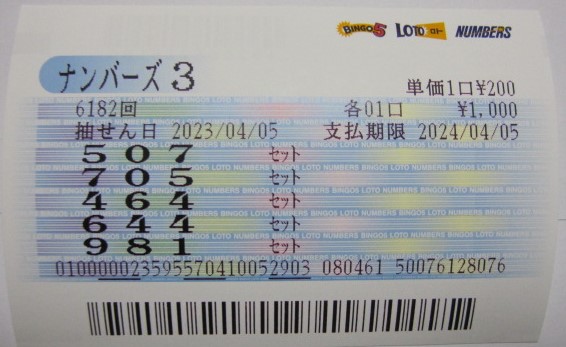 BINGO5 LOTO ロト NUMBERS
ナンバーズ3
単価1口¥200
6182回 各01口 ¥1,000
抽せん日 2023/04/05 支払期限 2024/04/05
507 セット
705 セット
464 セット
644 セット
981 セット
010000023595570410052903 080461 50076128076